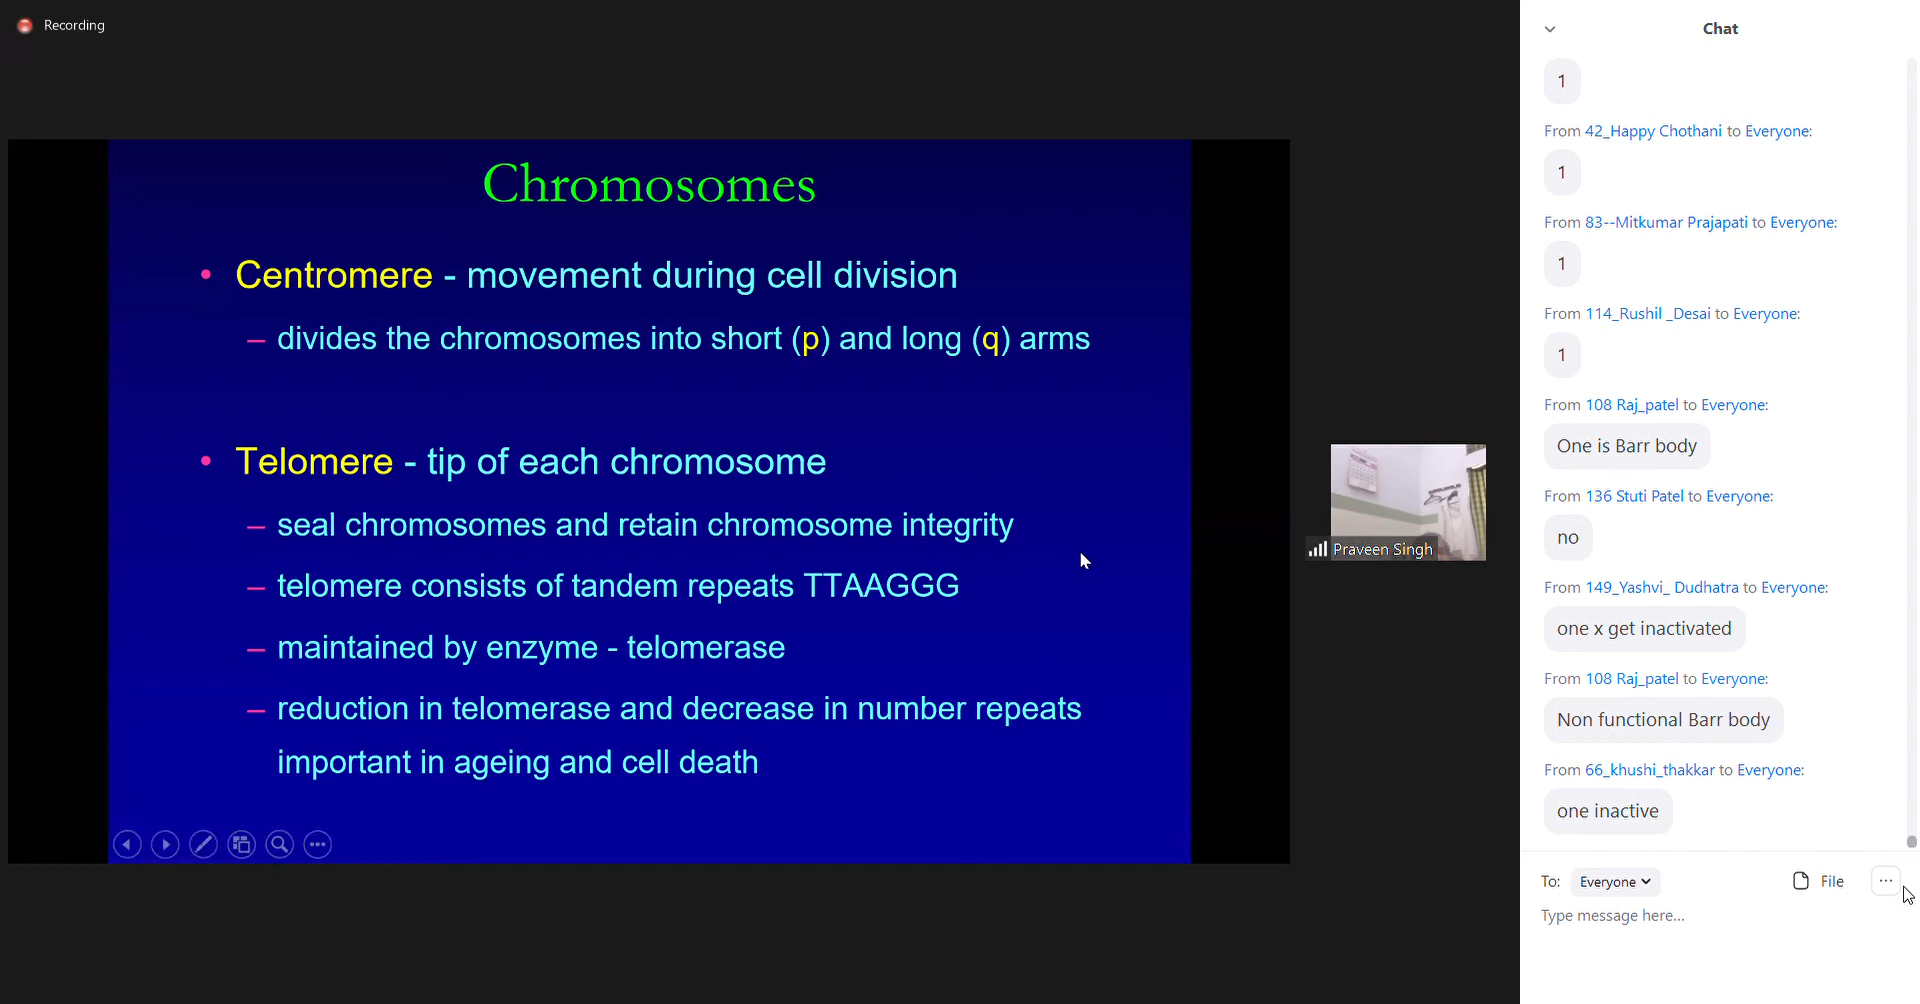 Recording
Chromosomes
• Centromere - movement during cell division
– divides the chromosomes into short (p) and long (q) arms
• Telomere - tip of each chromosome
– seal chromosomes and retain chromosome integrity
– telomere consists of tandem repeats TTAAGGG
– maintained by enzyme - telomerase
– reduction in telomerase and decrease in number repeats
important in ageing and cell death
Praveen Singh
Chat
1
From 42_Happy Chothani to Everyone:
1
From 83--Mitkumar Prajapati to Everyone:
1
From 114_Rushil _Desai to Everyone:
1
From 108 Raj_patel to Everyone:
One is Barr body
From 136 Stuti Patel to Everyone:
no
From 149_Yashvi_ Dudhatra to Everyone:
one x get inactivated
From 108 Raj_patel to Everyone:
Non functional Barr body
From 66_khushi_thakkar to Everyone:
one inactive
To: Everyone File
Type message here...